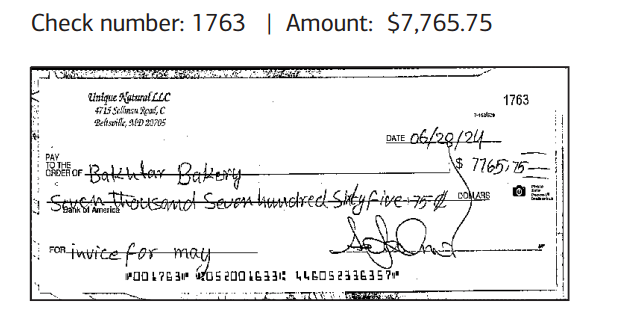 Check number: 1763 | Amount: $7,765.75
Unique Natural LLC
4715 Sellman Road, C
Beltsville, MD 20705
1763
DATE 06/28/24
PAY
TO THE
ORDER OF Bakhtar Bakery $ 7765.75
Seven Thousand Seven hundred Sixty five 75 DOLLARS
Bank of America
FOR invice for may
⑈001763⑈ ⑆052001633⑆ 446052336357⑈